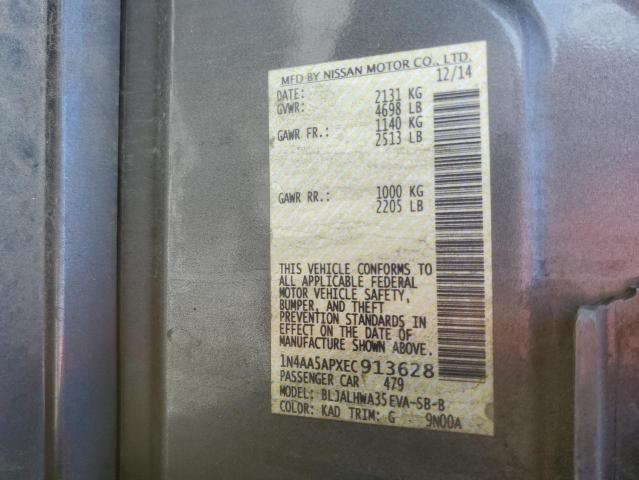 MFD BY NISSAN MOTOR CO., LTD.
DATE: 12/14
GVWR: 2131 KG
4698 LB
GAWR FR.: 1140 KG
2513 LB
GAWR RR.: 1000 KG
2205 LB
THIS VEHICLE CONFORMS TO
ALL APPLICABLE FEDERAL
MOTOR VEHICLE SAFETY,
BUMPER, AND THEFT
PREVENTION STANDARDS IN
EFFECT ON THE DATE OF
MANUFACTURE SHOWN ABOVE.
1N4AA5APXEC913628
PASSENGER CAR 479
MODEL: BLJALHWA35EVA-SB-B
COLOR: KAD TRIM: G 9N00A